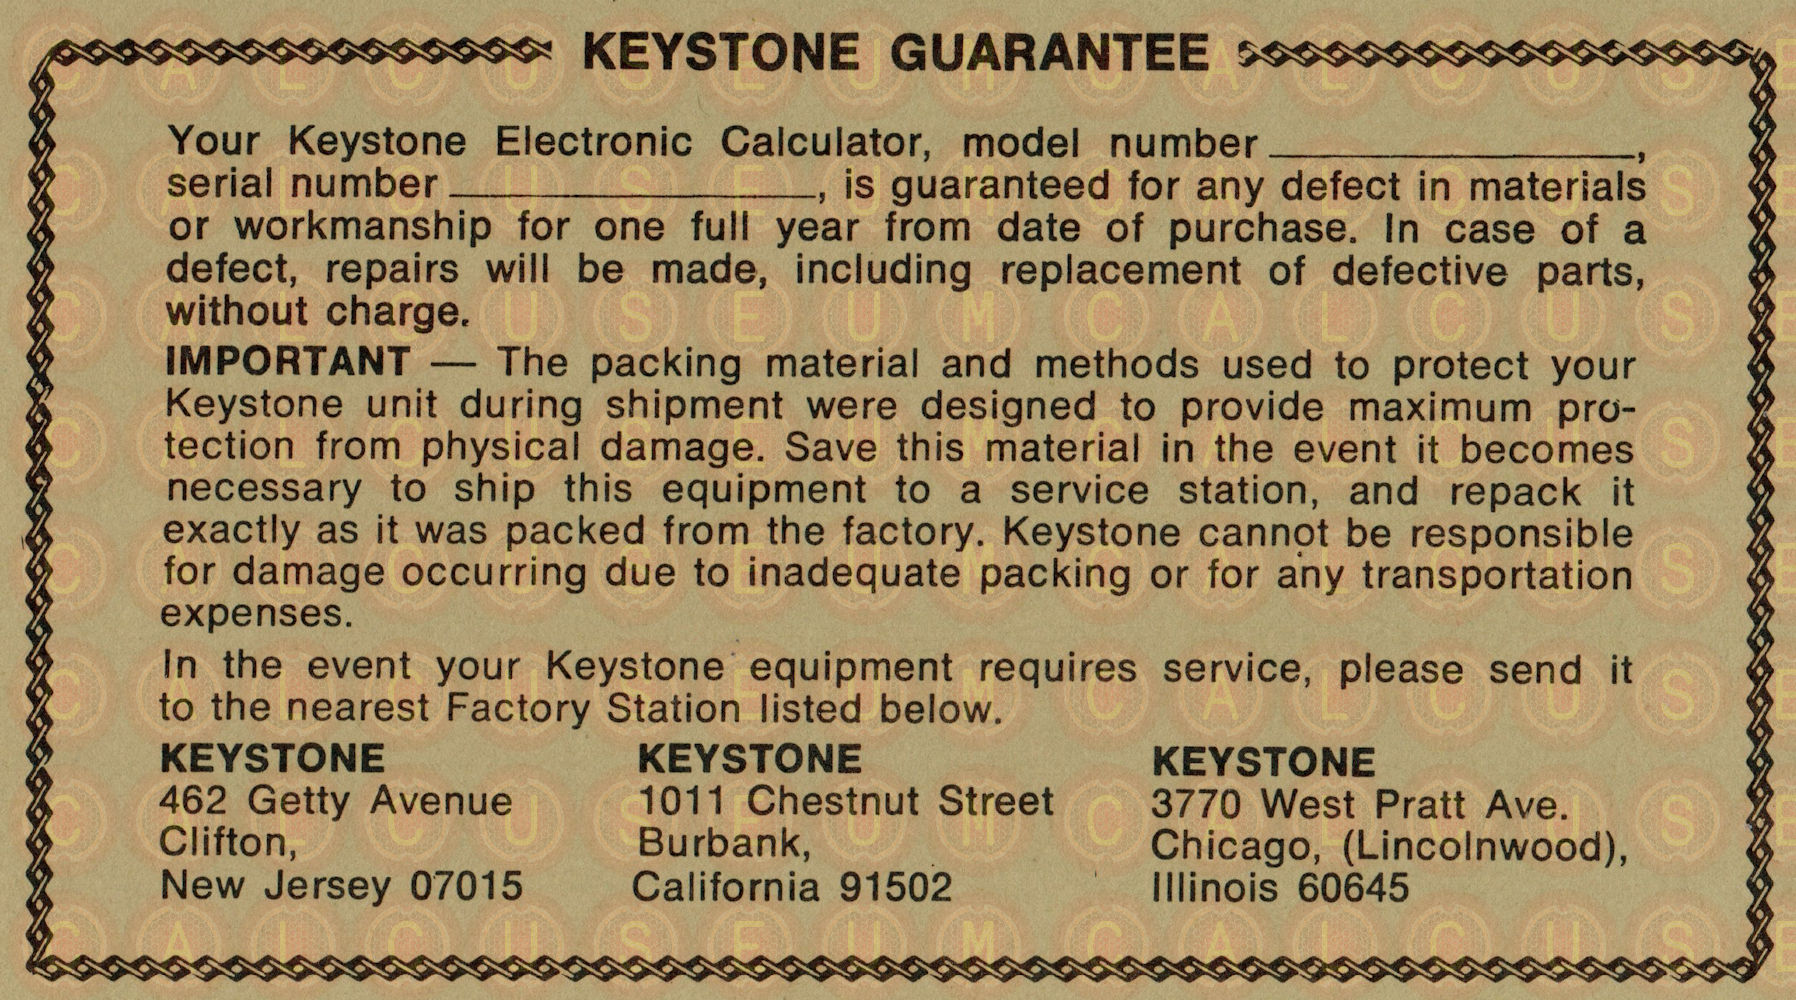 KEYSTONE GUARANTEE
Your Keystone Electronic Calculator, model number ________________,
serial number ________________, is guaranteed for any defect in materials
or workmanship for one full year from date of purchase. In case of a
defect, repairs will be made, including replacement of defective parts,
without charge.
IMPORTANT — The packing material and methods used to protect your
Keystone unit during shipment were designed to provide maximum pro-
tection from physical damage. Save this material in the event it becomes
necessary to ship this equipment to a service station, and repack it
exactly as it was packed from the factory. Keystone cannot be responsible
for damage occurring due to inadequate packing or for any transportation
expenses.
In the event your Keystone equipment requires service, please send it
to the nearest Factory Station listed below.
KEYSTONE
462 Getty Avenue
Clifton,
New Jersey 07015
KEYSTONE
1011 Chestnut Street
Burbank,
California 91502
KEYSTONE
3770 West Pratt Ave.
Chicago, (Lincolnwood),
Illinois 60645
CALCUSEUM